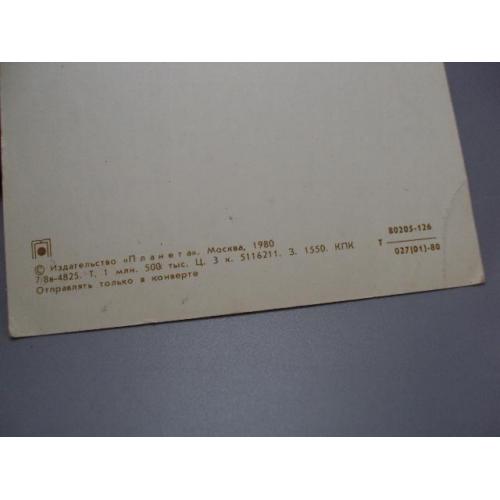 © Издательство «Планета». Москва, 1980
7/8в-4825. Т. 1 млн. 500 тыс. Ц. 3 к. 5116211. З. 1550. КПК
Отправлять только в конверте
Т 80205-126
027(01)-80